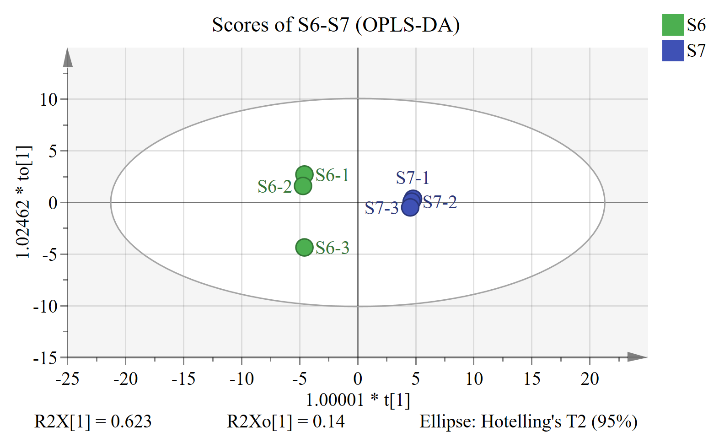 Scores of S6-S7 (OPLS-DA)
S6
S7
10
5
0
-5
-10
-15
1.02462 * to[1]
S6-1
S6-2
S6-3
S7-1
S7-2
S7-3
-25 -20 -15 -10 -5 0 5 10 15 20
1.00001 * t[1]
R2X[1] = 0.623 R2Xo[1] = 0.14 Ellipse: Hotelling's T2 (95%)